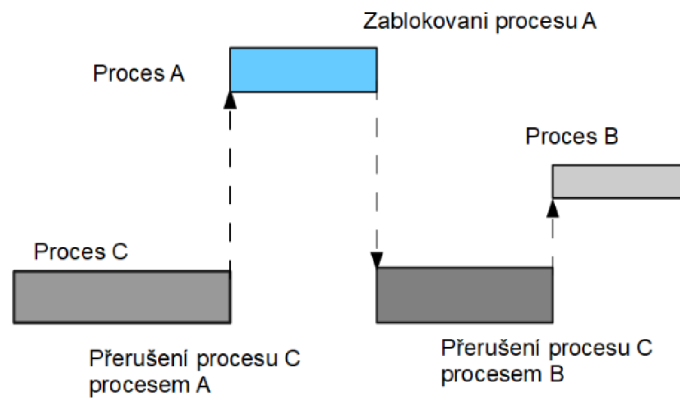 Zablokovani procesu A
Proces A
Proces B
Proces C
Přerušení procesu C
procesem A
Přerušení procesu C
procesem B